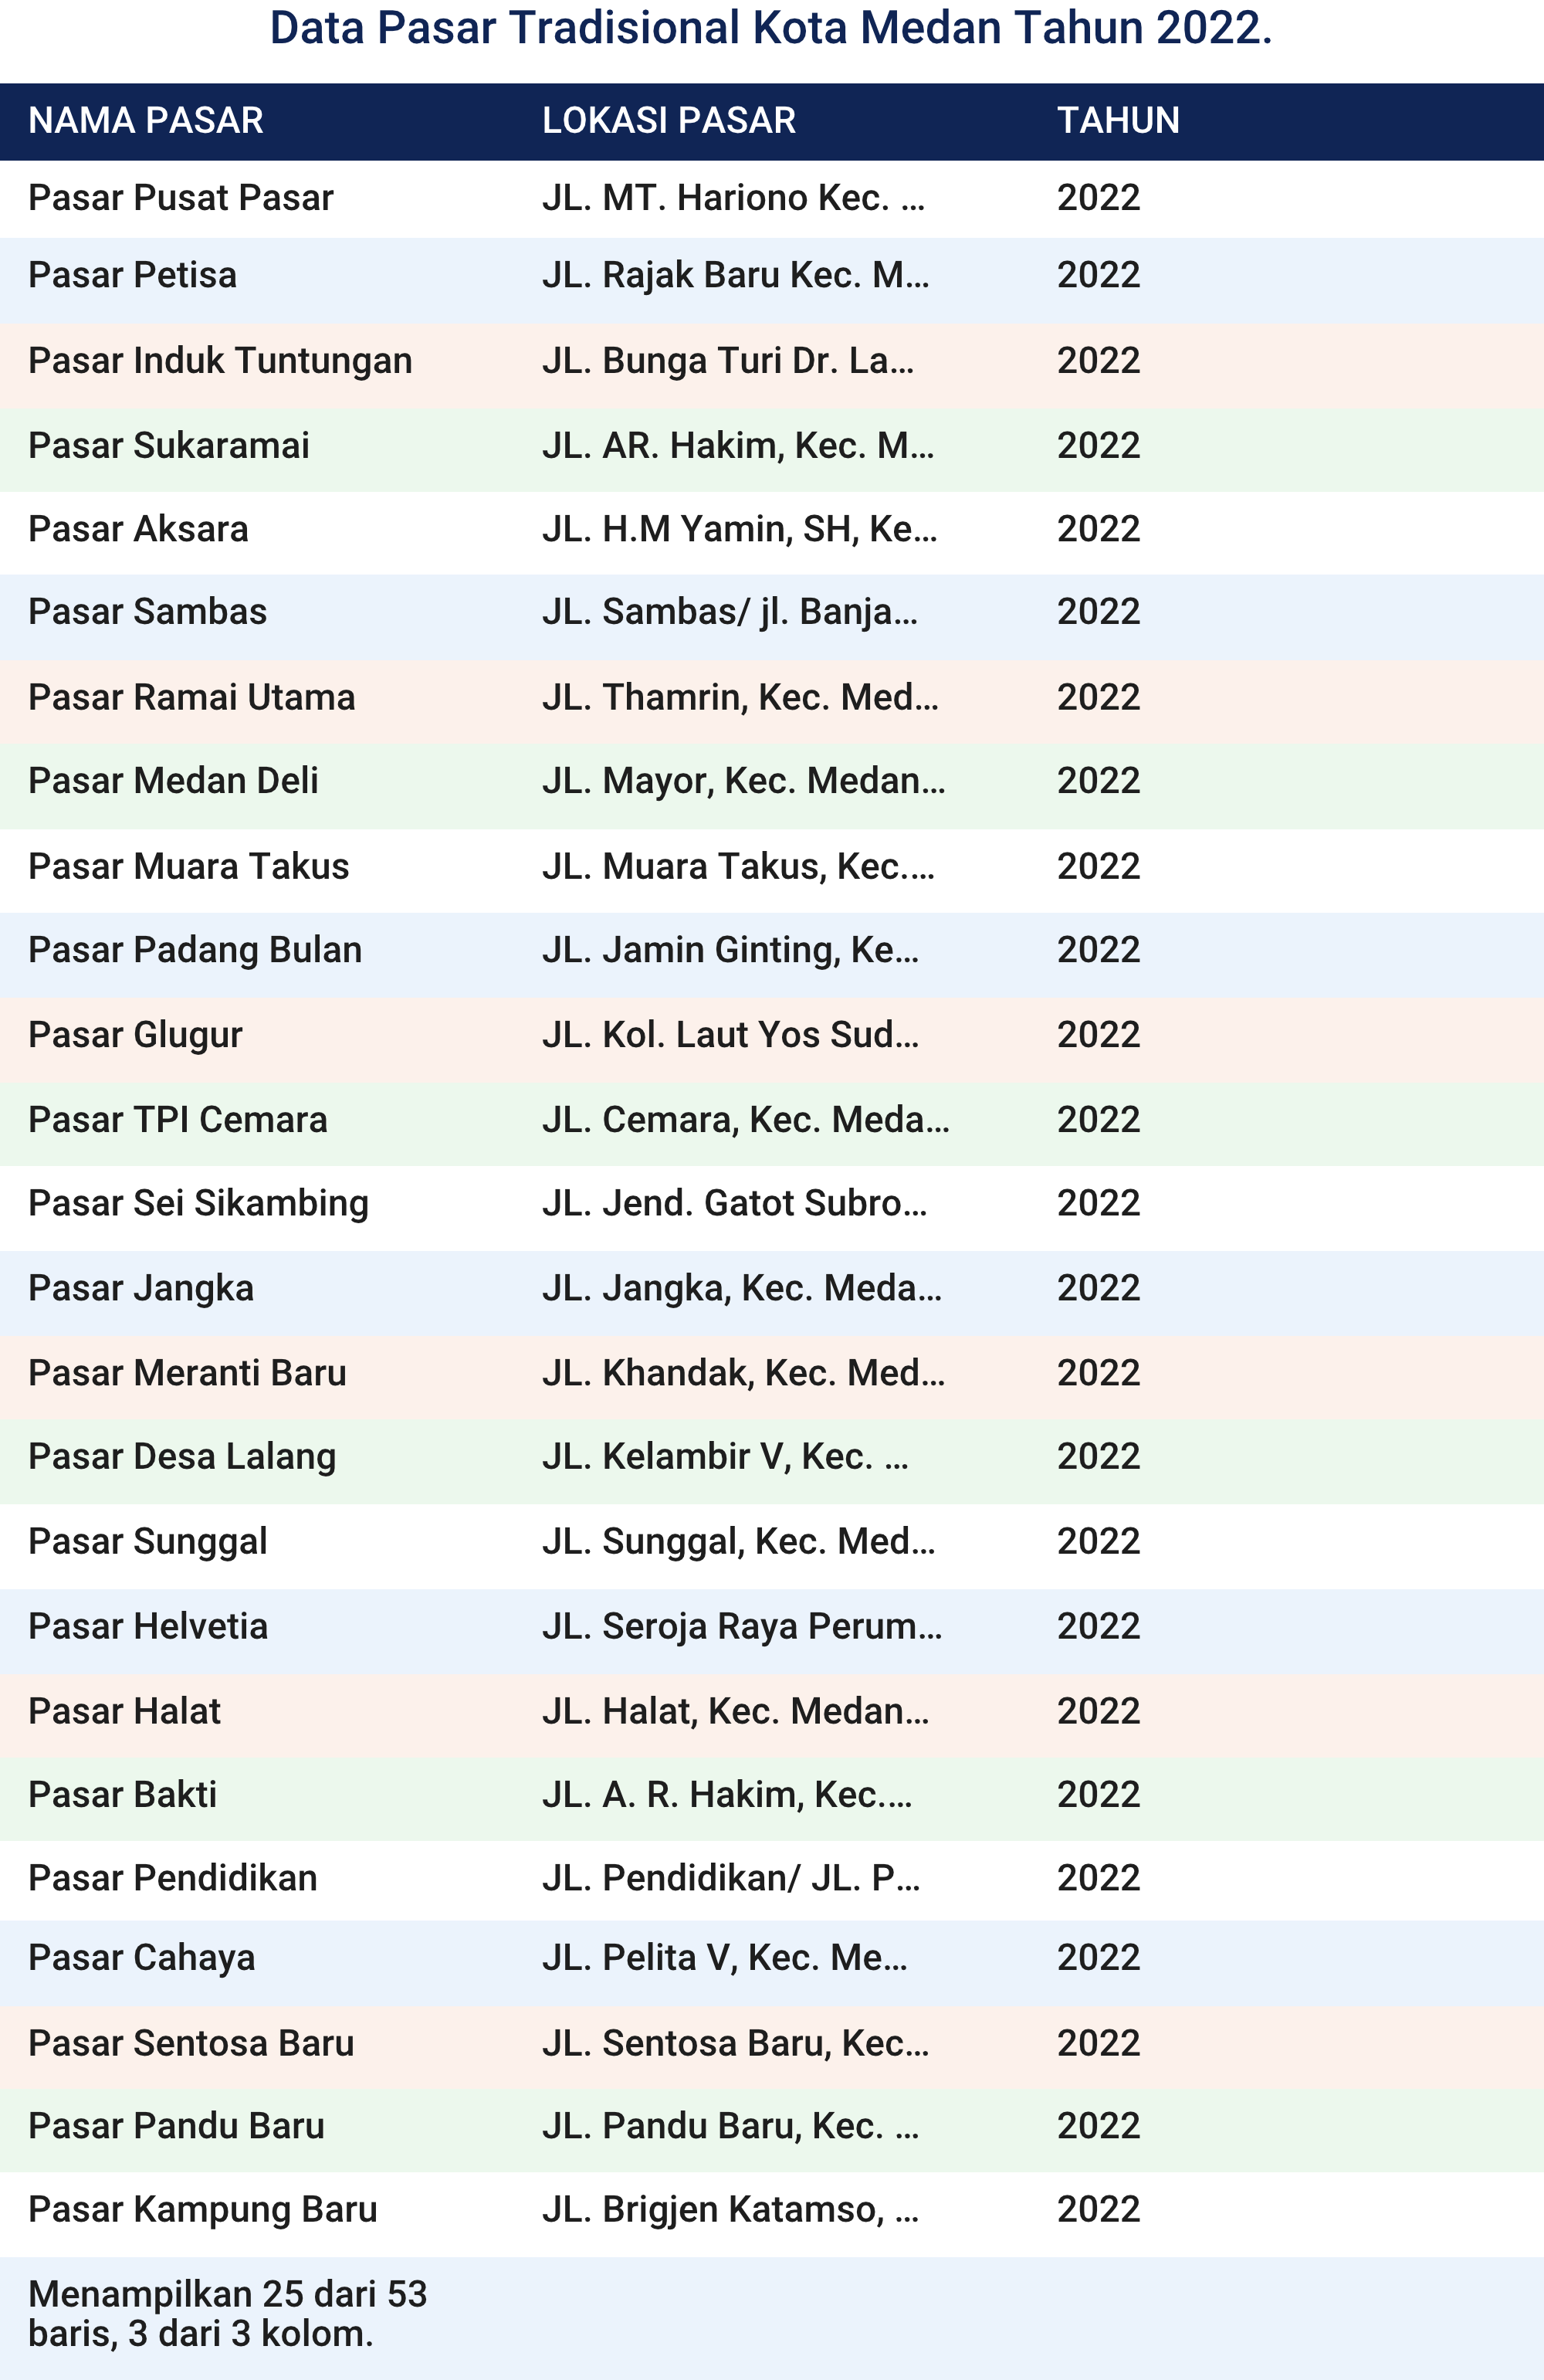 Data Pasar Tradisional Kota Medan Tahun 2022.
NAMA PASAR LOKASI PASAR TAHUN
Pasar Pusat Pasar JL. MT. Hariono Kec. ... 2022
Pasar Petisa JL. Rajak Baru Kec. M... 2022
Pasar Induk Tuntungan JL. Bunga Turi Dr. La... 2022
Pasar Sukaramai JL. AR. Hakim, Kec. M... 2022
Pasar Aksara JL. H.M Yamin, SH, Ke... 2022
Pasar Sambas JL. Sambas/ jl. Banja... 2022
Pasar Ramai Utama JL. Thamrin, Kec. Med... 2022
Pasar Medan Deli JL. Mayor, Kec. Medan... 2022
Pasar Muara Takus JL. Muara Takus, Kec.... 2022
Pasar Padang Bulan JL. Jamin Ginting, Ke... 2022
Pasar Glugur JL. Kol. Laut Yos Sud... 2022
Pasar TPI Cemara JL. Cemara, Kec. Meda... 2022
Pasar Sei Sikambing JL. Jend. Gatot Subro... 2022
Pasar Jangka JL. Jangka, Kec. Meda... 2022
Pasar Meranti Baru JL. Khandak, Kec. Med... 2022
Pasar Desa Lalang JL. Kelambir V, Kec. ... 2022
Pasar Sunggal JL. Sunggal, Kec. Med... 2022
Pasar Helvetia JL. Seroja Raya Perum... 2022
Pasar Halat JL. Halat, Kec. Medan... 2022
Pasar Bakti JL. A. R. Hakim, Kec.... 2022
Pasar Pendidikan JL. Pendidikan/ JL. P... 2022
Pasar Cahaya JL. Pelita V, Kec. Me... 2022
Pasar Sentosa Baru JL. Sentosa Baru, Kec... 2022
Pasar Pandu Baru JL. Pandu Baru, Kec. ... 2022
Pasar Kampung Baru JL. Brigjen Katamso, ... 2022
Menampilkan 25 dari 53
baris, 3 dari 3 kolom.